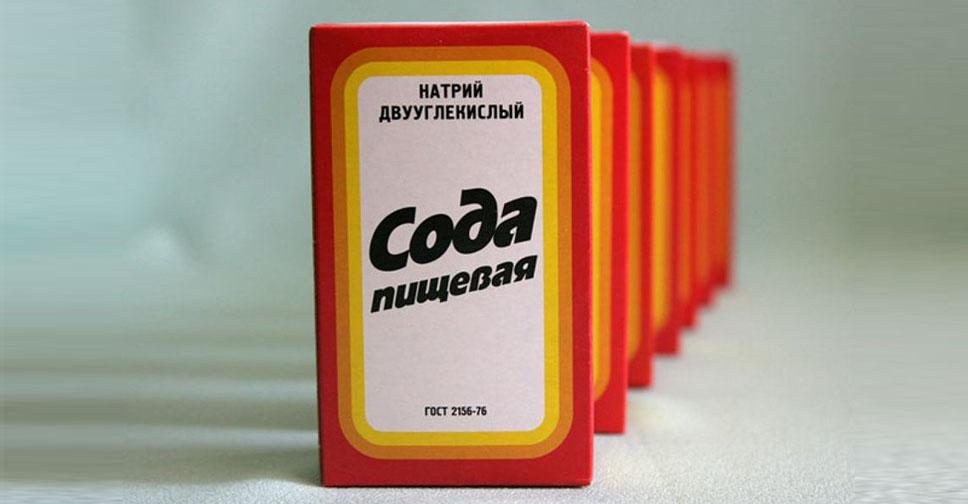 НАТРИЙ
ДВУУГЛЕКИСЛЫЙ
Сода
пищевая
ГОСТ 2156-76